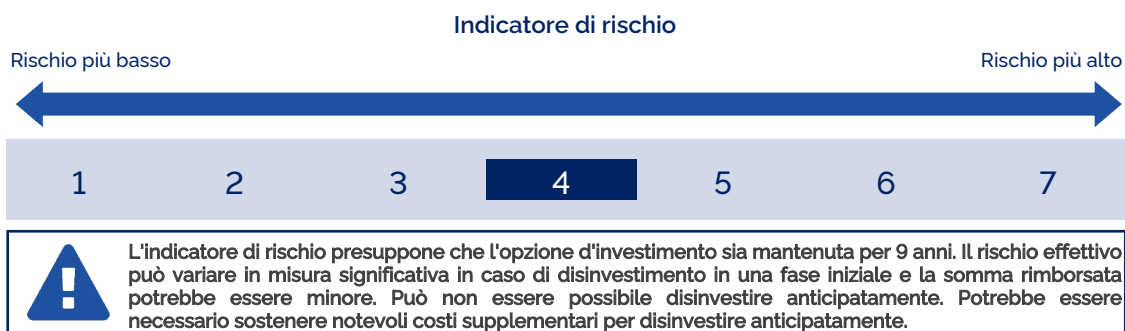 Indicatore di rischio
Rischio più basso Rischio più alto
1 2 3 4 5 6 7
L'indicatore di rischio presuppone che l'opzione d'investimento sia mantenuta per 9 anni. Il rischio effettivo
può variare in misura significativa in caso di disinvestimento in una fase iniziale e la somma rimborsata
potrebbe essere minore. Può non essere possibile disinvestire anticipatamente. Potrebbe essere
necessario sostenere notevoli costi supplementari per disinvestire anticipatamente.